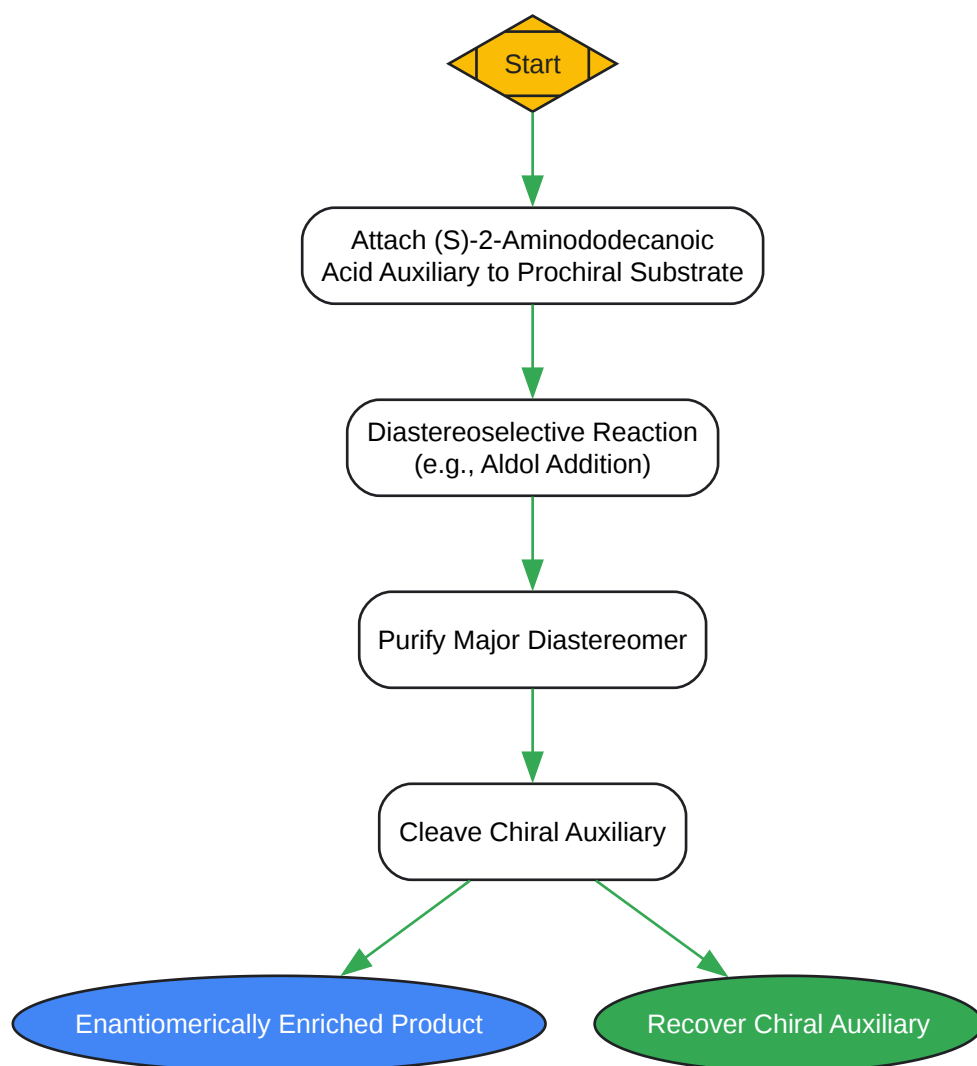 Start
Attach (S)-2-Aminododecanoic
Acid Auxiliary to Prochiral Substrate
Diastereoselective Reaction
(e.g., Aldol Addition)
Purify Major Diastereomer
Cleave Chiral Auxiliary
Enantiomerically Enriched Product
Recover Chiral Auxiliary